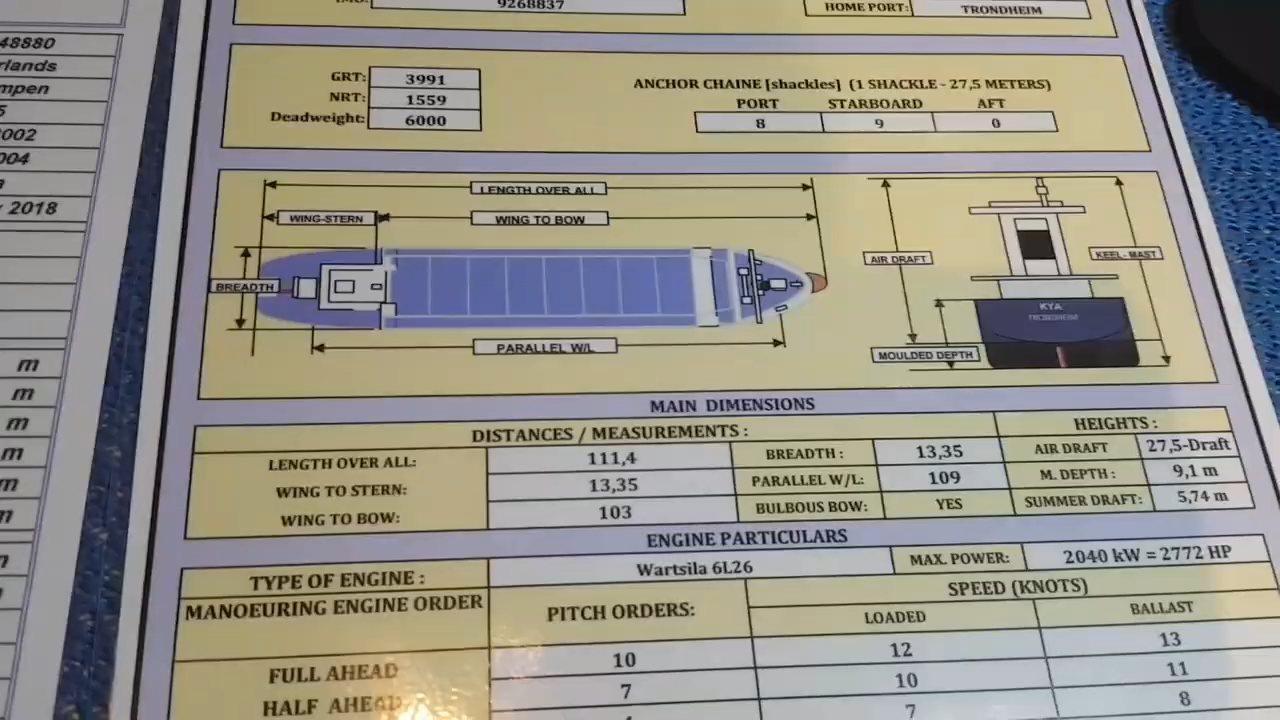 48880
rlands
mpen
5
2002
004
a
2018
m
m
m
m
m
m
m
IMO: 9268837 HOME PORT: TRONDHEIM
GRT: 3991
NRT: 1559
Deadweight: 6000
ANCHOR CHAINE [shackles] (1 SHACKLE - 27,5 METERS)
PORT STARBOARD AFT
8 9 0
LENGTH OVER ALL
WING-STERN WING TO BOW
AIR DRAFT KEEL - MAST
BREADTH
KYA
TRONDHEIM
PARALLEL W/L MOULDED DEPTH
MAIN DIMENSIONS
DISTANCES / MEASUREMENTS : HEIGHTS :
LENGTH OVER ALL: 111,4 BREADTH : 13,35 AIR DRAFT 27,5-Draft
WING TO STERN: 13,35 PARALLEL W/L: 109 M. DEPTH : 9,1 m
WING TO BOW: 103 BULBOUS BOW: YES SUMMER DRAFT: 5,74 m
ENGINE PARTICULARS
TYPE OF ENGINE : Wartsila 6L26 MAX. POWER: 2040 kW = 2772 HP
MANOEURING ENGINE ORDER PITCH ORDERS: SPEED (KNOTS)
LOADED BALLAST
FULL AHEAD 10 12 13
HALF AHEAD 7 10 11
7 8